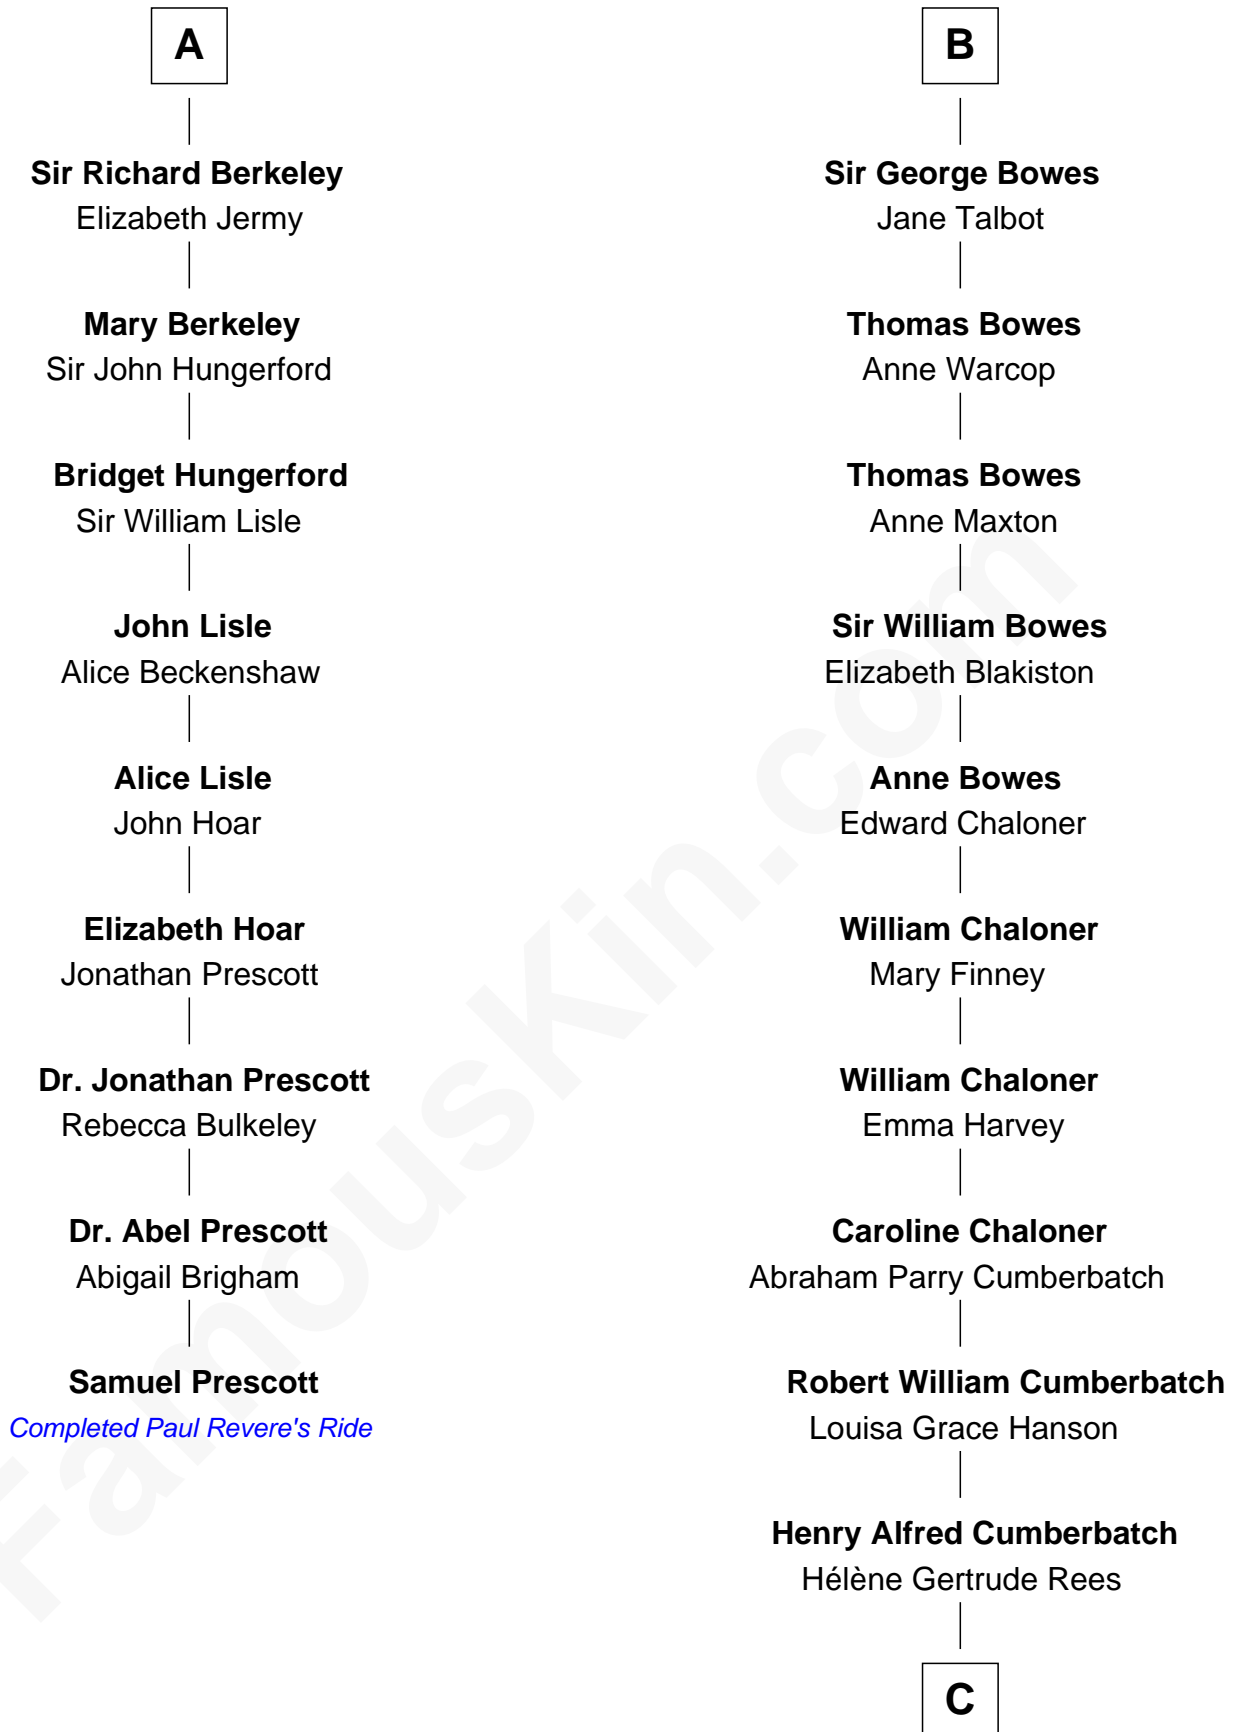 A
Sir Richard Berkeley
Elizabeth Jermy
Mary Berkeley
Sir John Hungerford
Bridget Hungerford
Sir William Lisle
John Lisle
Alice Beckenshaw
Alice Lisle
John Hoar
Elizabeth Hoar
Jonathan Prescott
Dr. Jonathan Prescott
Rebecca Bulkeley
Dr. Abel Prescott
Abigail Brigham
Samuel Prescott
Completed Paul Revere's Ride
B
Sir George Bowes
Jane Talbot
Thomas Bowes
Anne Warcop
Thomas Bowes
Anne Maxton
Sir William Bowes
Elizabeth Blakiston
Anne Bowes
Edward Chaloner
William Chaloner
Mary Finney
William Chaloner
Emma Harvey
Caroline Chaloner
Abraham Parry Cumberbatch
Robert William Cumberbatch
Louisa Grace Hanson
Henry Alfred Cumberbatch
Hélène Gertrude Rees
C
FamousKin.com